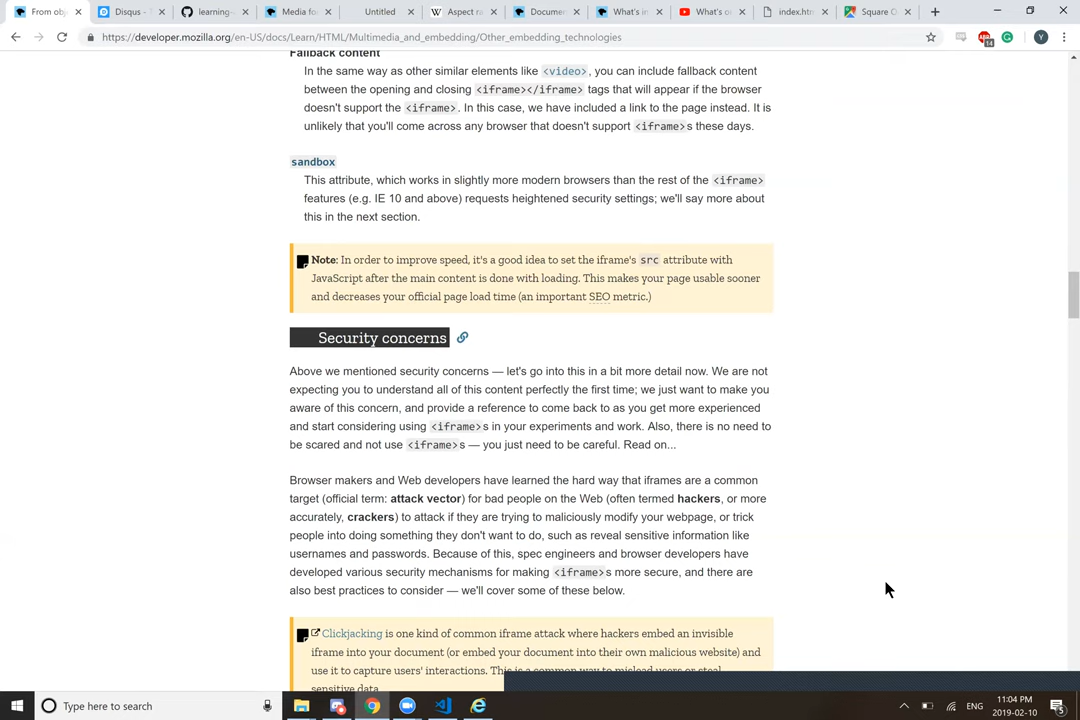 From obj
Disqus -
learning-
Media fo
Untitled
Aspect ra
Docume
What's in
What's o
index.htm
Square O
https://developer.mozilla.org/en-US/docs/Learn/HTML/Multimedia_and_embedding/Other_embedding_technologies
14
Y
Fallback content
In the same way as other similar elements like <video>, you can include fallback content
between the opening and closing <iframe></iframe> tags that will appear if the browser
doesn't support the <iframe>. In this case, we have included a link to the page instead. It is
unlikely that you'll come across any browser that doesn't support <iframe>s these days.
sandbox
This attribute, which works in slightly more modern browsers than the rest of the <iframe>
features (e.g. IE 10 and above) requests heightened security settings; we'll say more about
this in the next section.
Note: In order to improve speed, it's a good idea to set the iframe's src attribute with
JavaScript after the main content is done with loading. This makes your page usable sooner
and decreases your official page load time (an important SEO metric.)
Security concerns
Above we mentioned security concerns — let's go into this in a bit more detail now. We are not
expecting you to understand all of this content perfectly the first time; we just want to make you
aware of this concern, and provide a reference to come back to as you get more experienced
and start considering using <iframe>s in your experiments and work. Also, there is no need to
be scared and not use <iframe>s — you just need to be careful. Read on...
Browser makers and Web developers have learned the hard way that iframes are a common
target (official term: attack vector) for bad people on the Web (often termed hackers, or more
accurately, crackers) to attack if they are trying to maliciously modify your webpage, or trick
people into doing something they don't want to do, such as reveal sensitive information like
usernames and passwords. Because of this, spec engineers and browser developers have
developed various security mechanisms for making <iframe>s more secure, and there are
also best practices to consider — we'll cover some of these below.
Clickjacking is one kind of common iframe attack where hackers embed an invisible
iframe into your document (or embed your document into their own malicious website) and
use it to capture users' interactions. This is a common way to mislead users or steal
sensitive data.
Type here to search
ENG
11:04 PM
2019-02-10
5